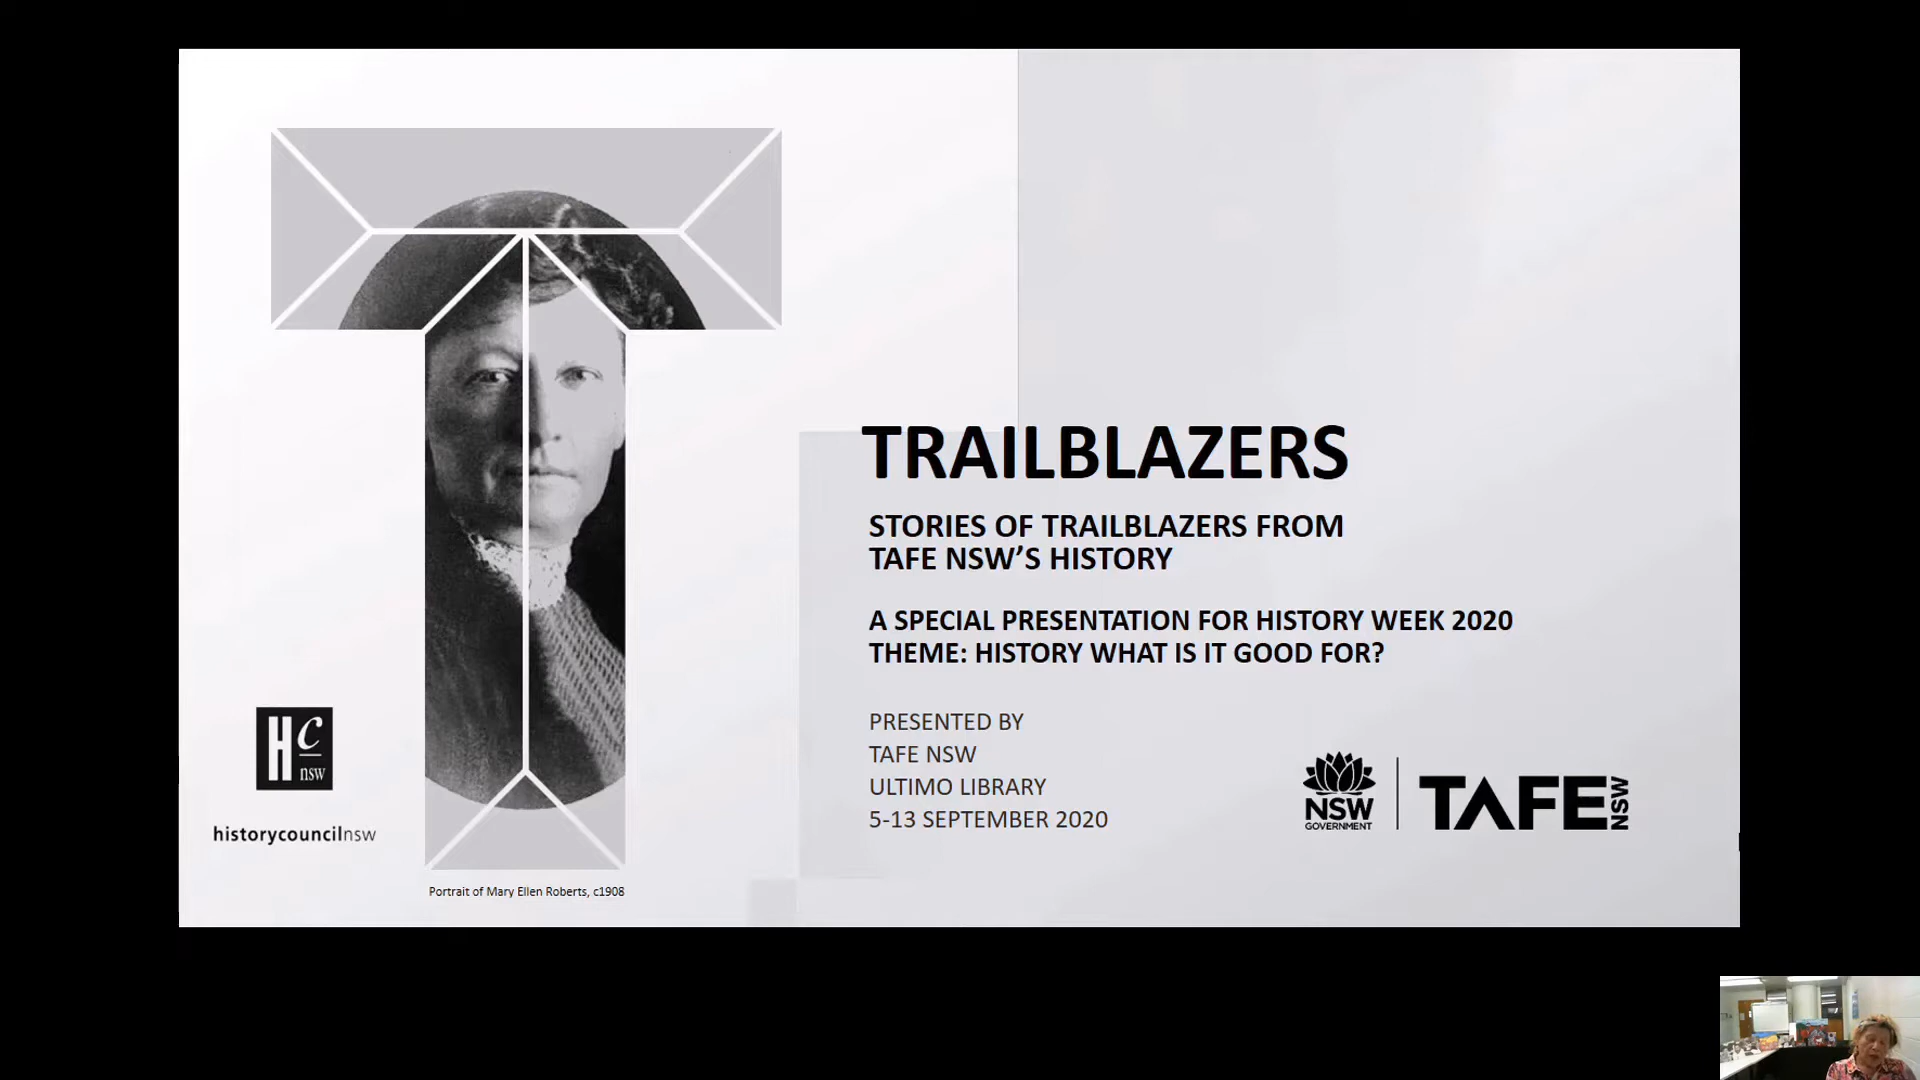 TRAILBLAZERS
STORIES OF TRAILBLAZERS FROM
TAFE NSW’S HISTORY
A SPECIAL PRESENTATION FOR HISTORY WEEK 2020
THEME: HISTORY WHAT IS IT GOOD FOR?
PRESENTED BY
TAFE NSW
ULTIMO LIBRARY
5-13 SEPTEMBER 2020
Hc
nsw
historycouncilnsw
Portrait of Mary Ellen Roberts, c1908
NSW
GOVERNMENT
TAFE NSW